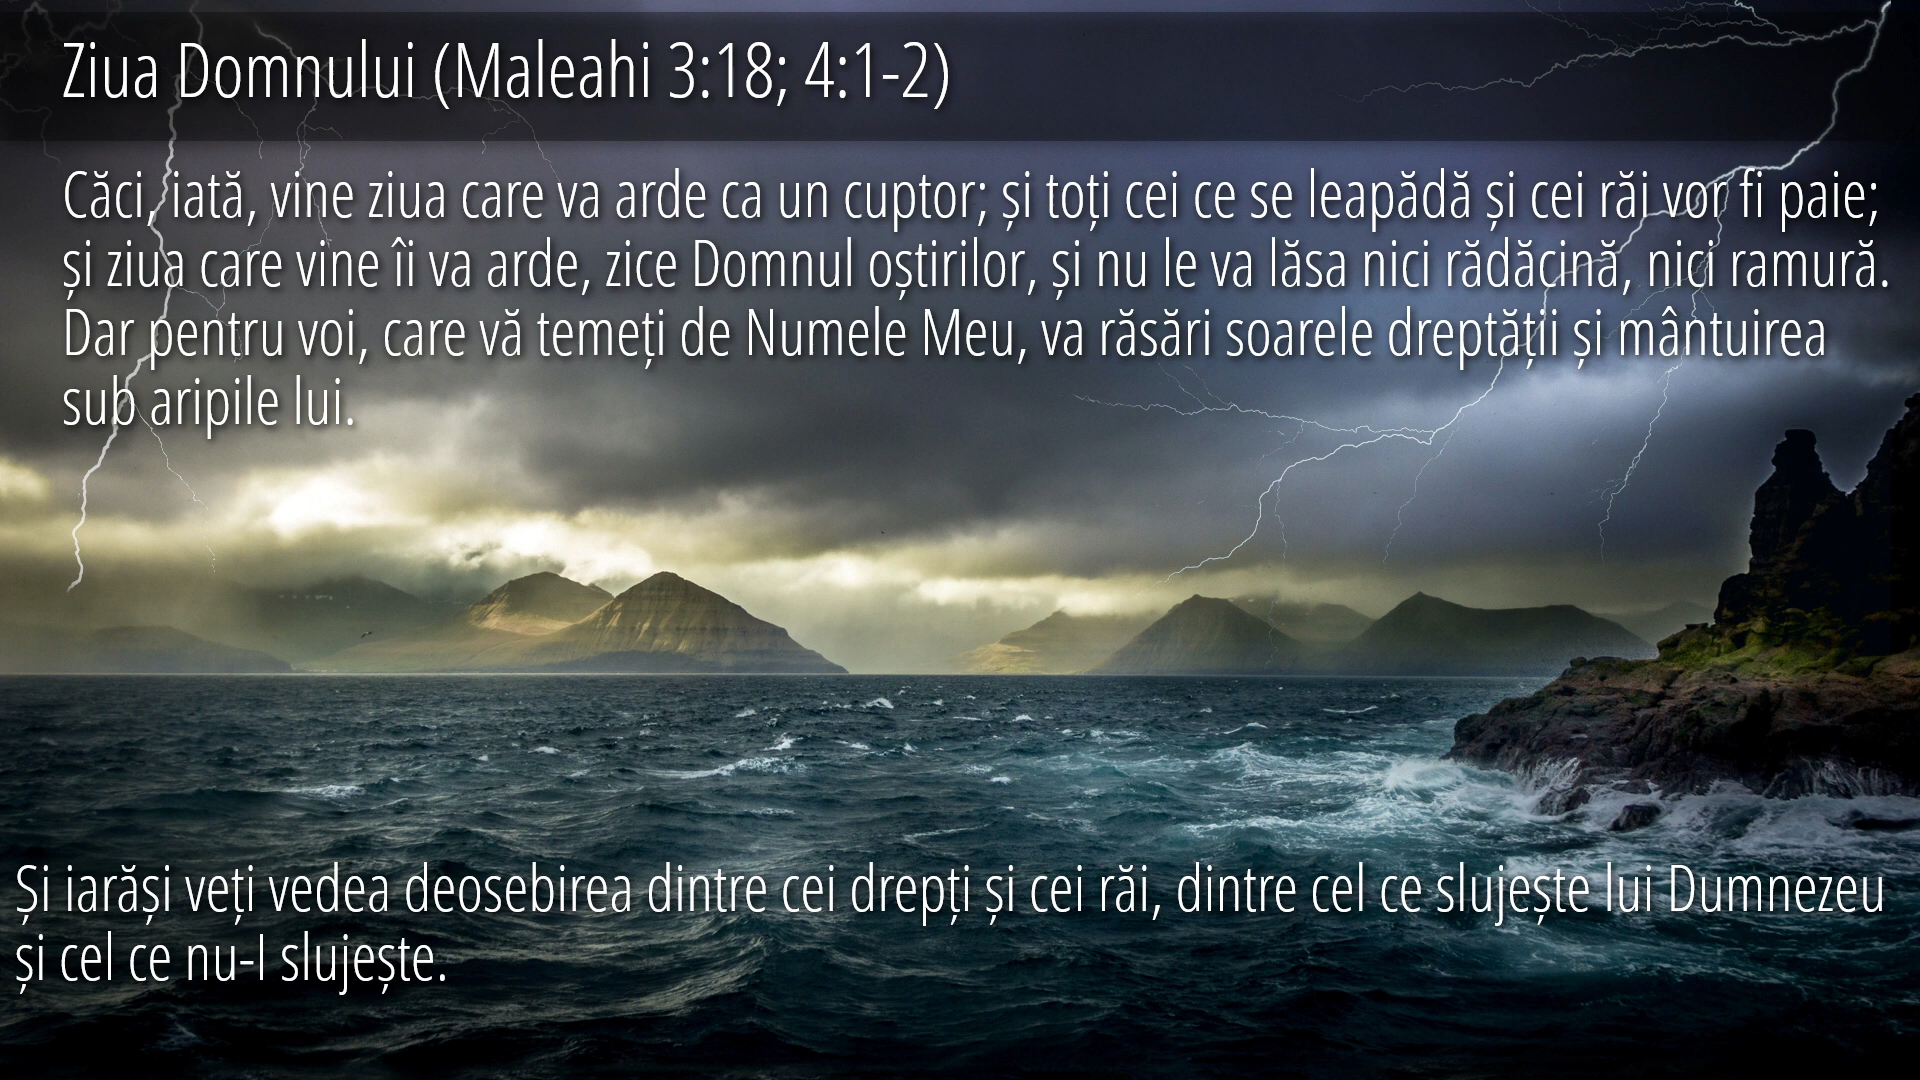 Ziua Domnului (Maleahi 3:18; 4:1-2)
Căci, iată, vine ziua care va arde ca un cuptor; și toți cei ce se leapădă și cei răi vor fi paie;
și ziua care vine îi va arde, zice Domnul oștirilor, și nu le va lăsa nici rădăcină, nici ramură.
Dar pentru voi, care vă temeți de Numele Meu, va răsări soarele dreptății și mântuirea
sub aripile lui.
Și iarăși veți vedea deosebirea dintre cei drepți și cei răi, dintre cel ce slujește lui Dumnezeu
și cel ce nu-I slujește.